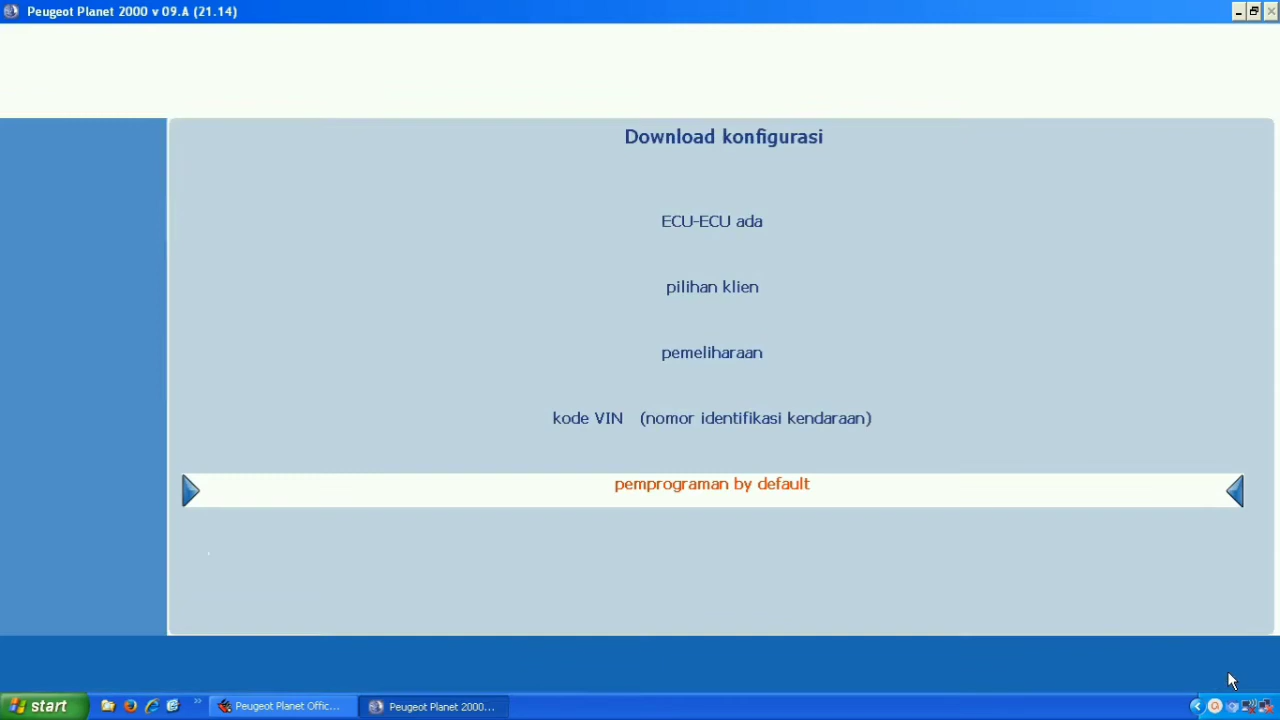 Peugeot Planet 2000 v 09.A (21.14)
Download konfigurasi
ECU-ECU ada
pilihan klien
pemeliharaan
kode VIN (nomor identifikasi kendaraan)
pemprograman by default
start
Peugeot Planet Offic...
Peugeot Planet 2000...